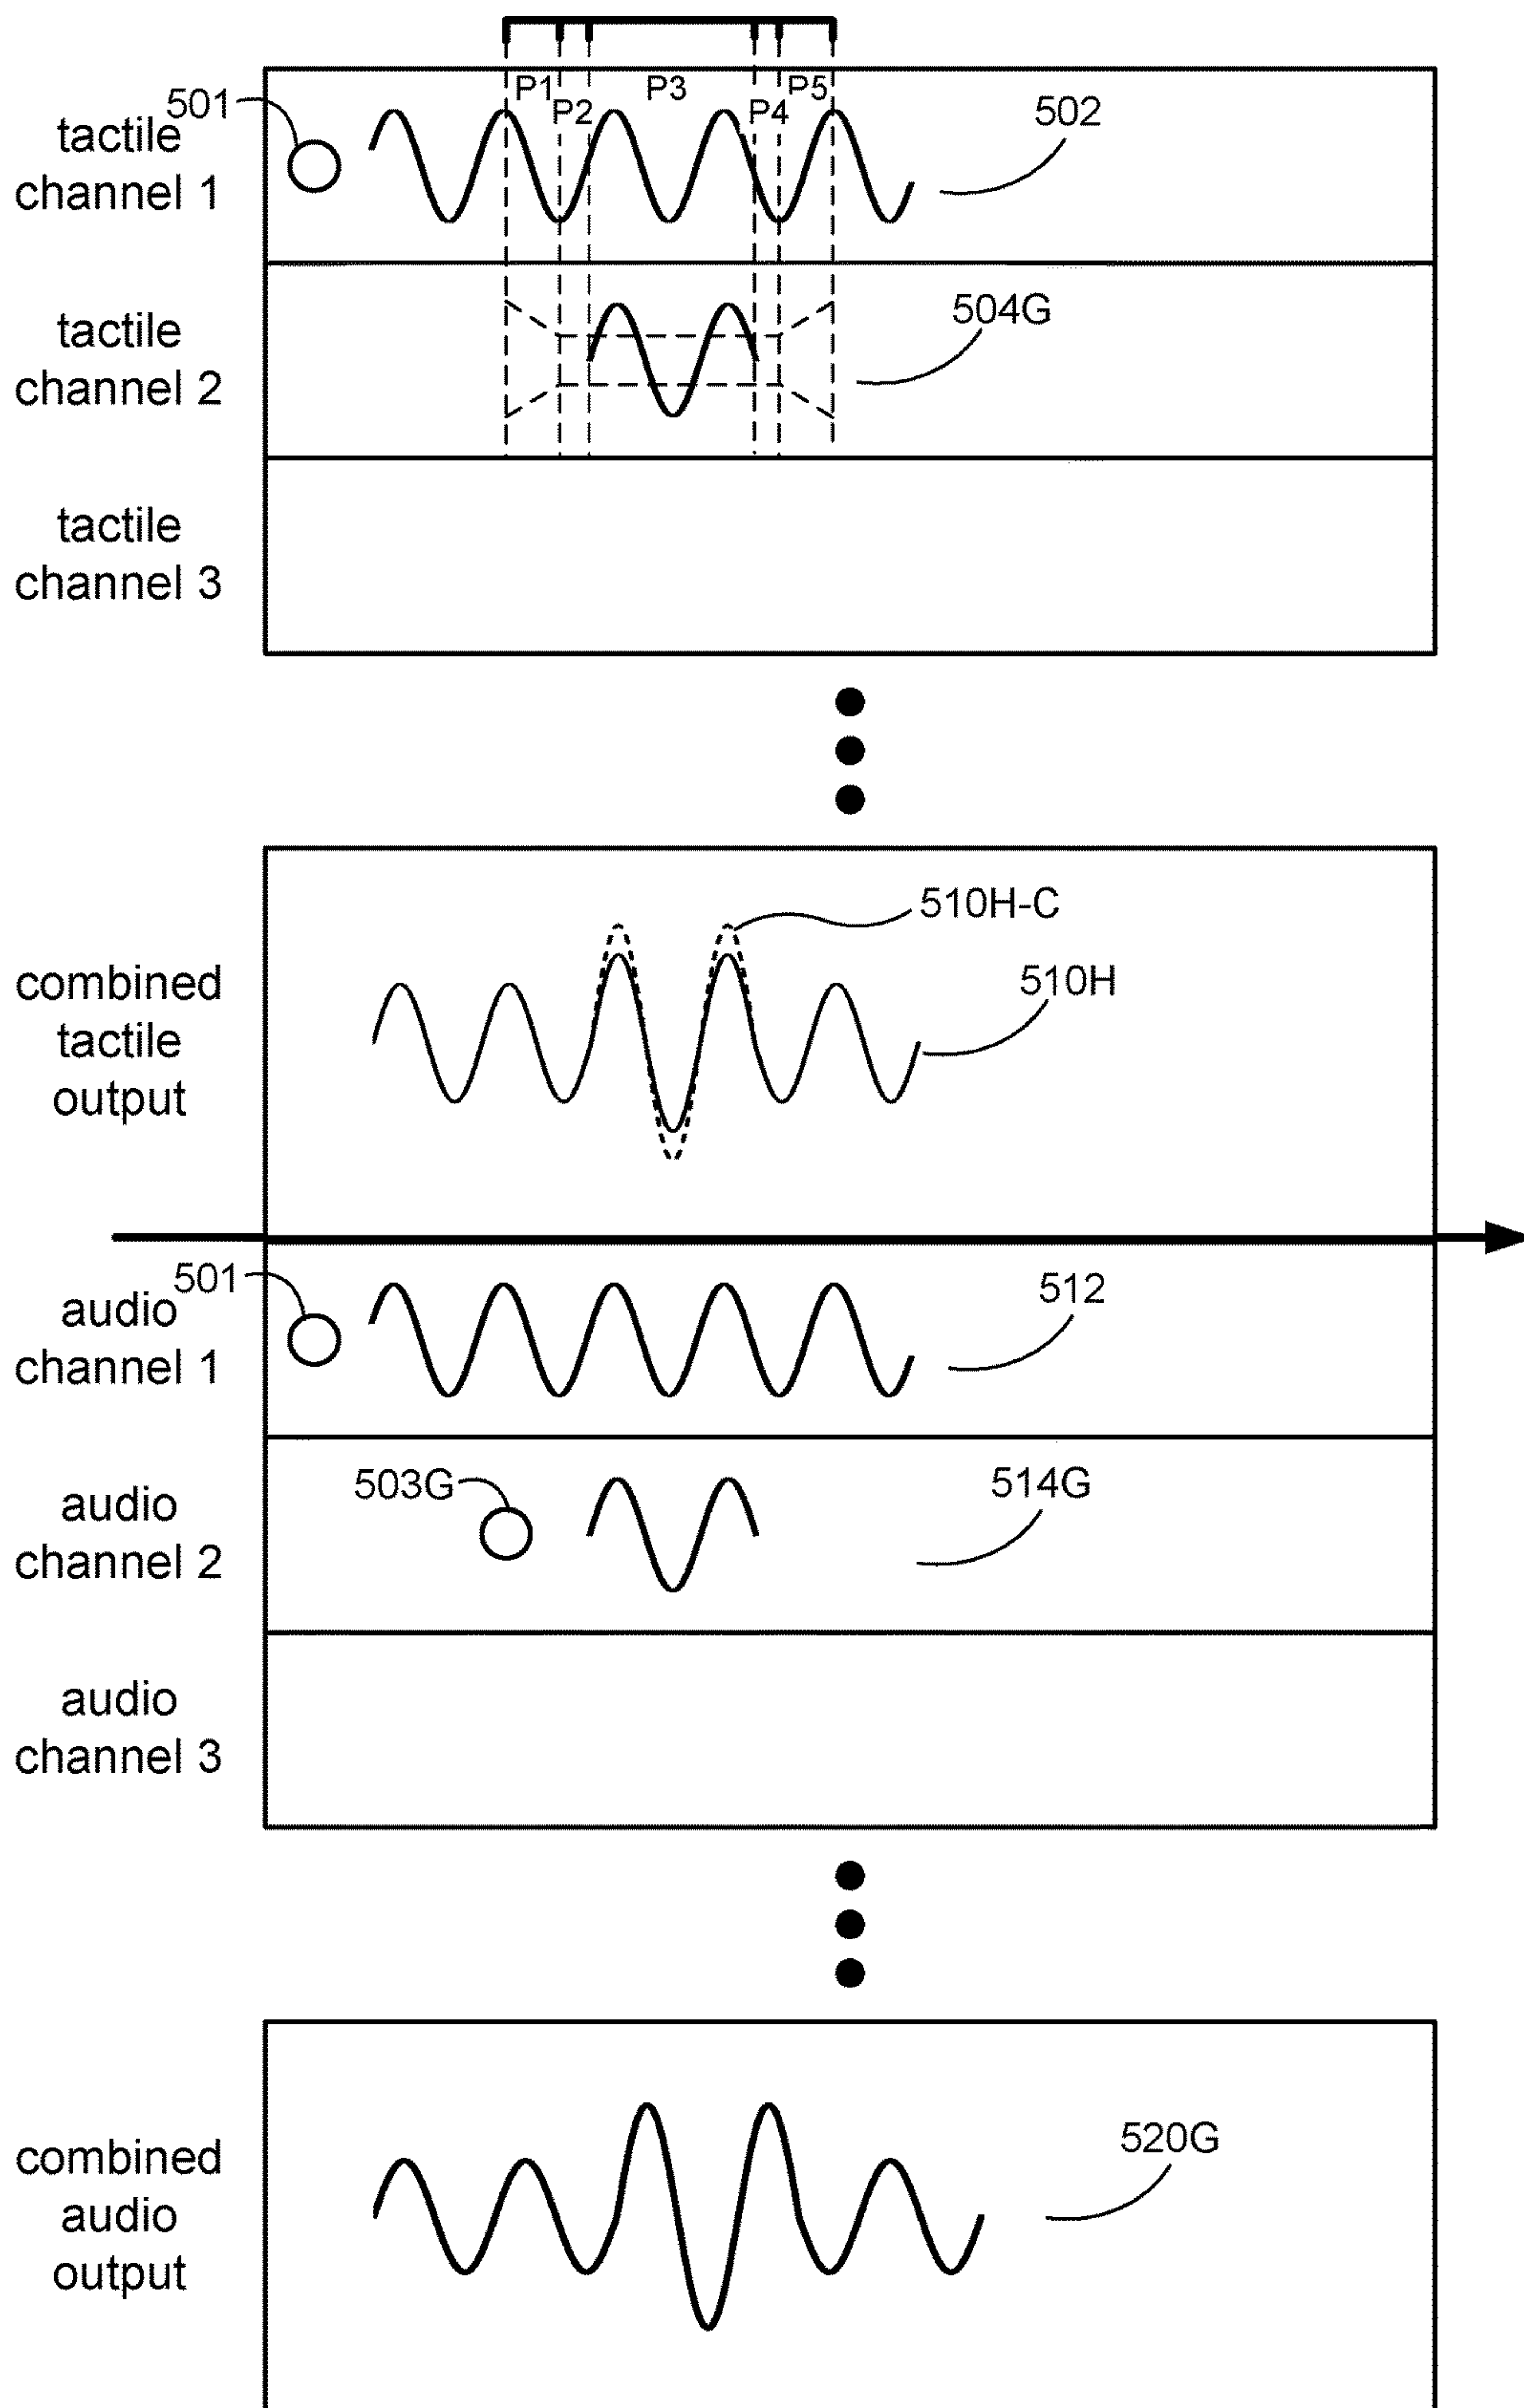 P1
P2
P3
P4
P5
501
tactile
channel 1
502
tactile
channel 2
504G
tactile
channel 3
510H-C
combined
tactile
output
510H
501
audio
channel 1
512
audio
channel 2
503G
514G
audio
channel 3
combined
audio
output
520G